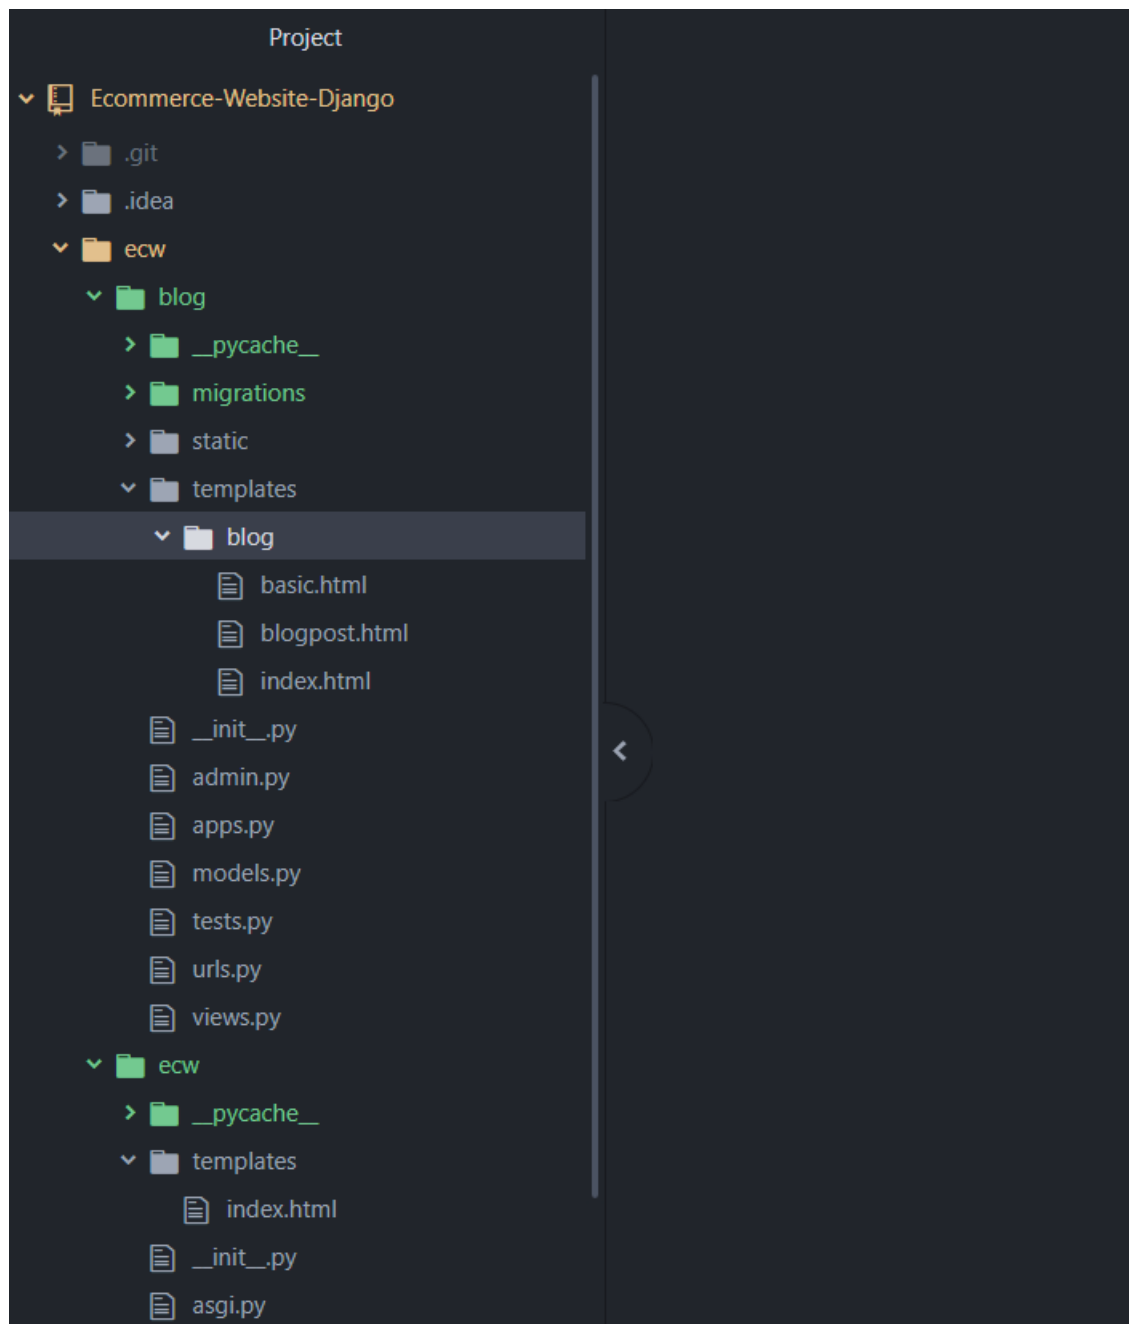 Project
Ecommerce-Website-Django
.git
.idea
ecw
blog
__pycache__
migrations
static
templates
blog
basic.html
blogpost.html
index.html
__init__.py
admin.py
apps.py
models.py
tests.py
urls.py
views.py
ecw
__pycache__
templates
index.html
__init__.py
asgi.py